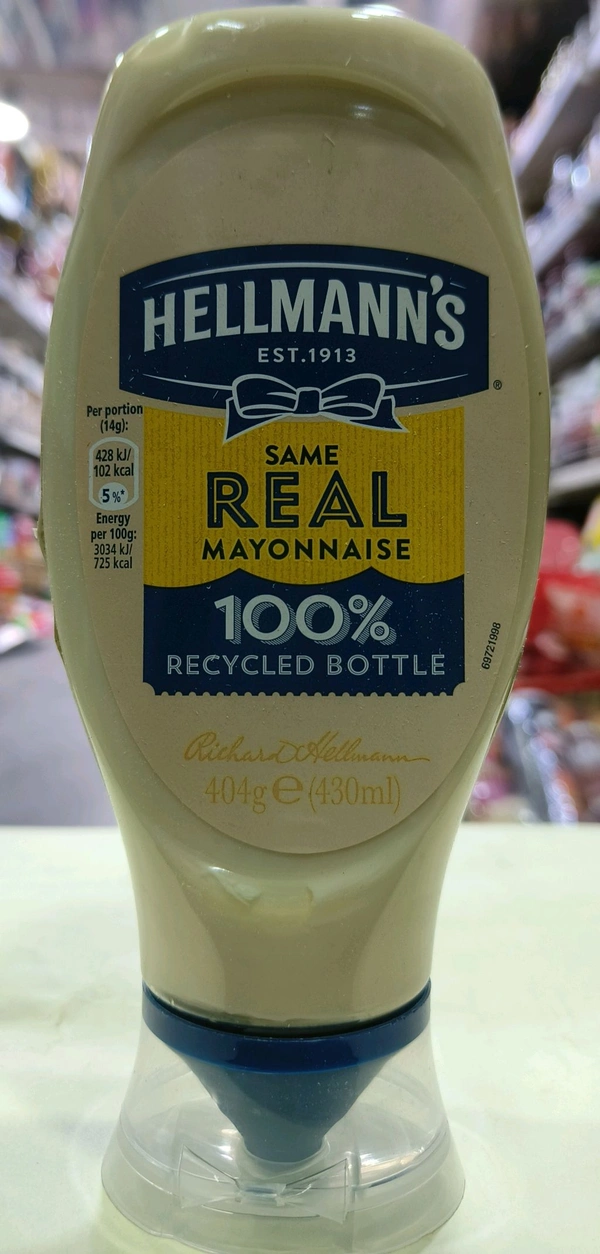 HELLMANN'S
EST.1913
®
Per portion
(14g):
428 kJ/
102 kcal
5%*
Energy
per 100g:
3034 kJ/
725 kcal
SAME
REAL
MAYONNAISE
100%
RECYCLED BOTTLE
69721998
Richard Hellmann
404g e (430ml)